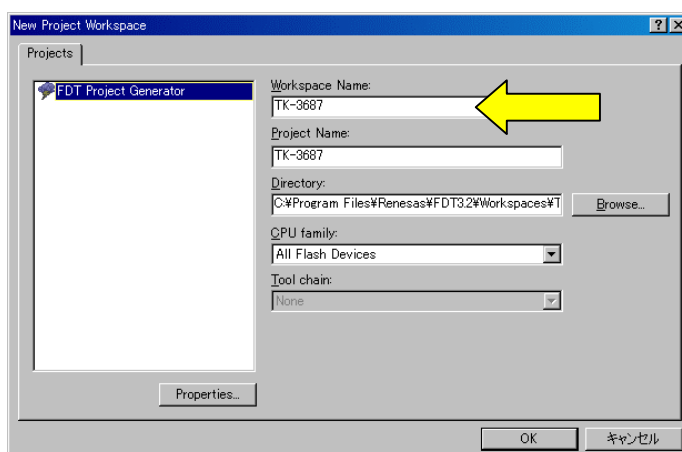 New Project Workspace
Projects
FDT Project Generator
Workspace Name:
TK-3687
Project Name:
TK-3687
Directory:
C:¥Program Files¥Renesas¥FDT3.2¥Workspaces¥T
Browse...
CPU family:
All Flash Devices
Tool chain:
None
Properties...
OK
キャンセル